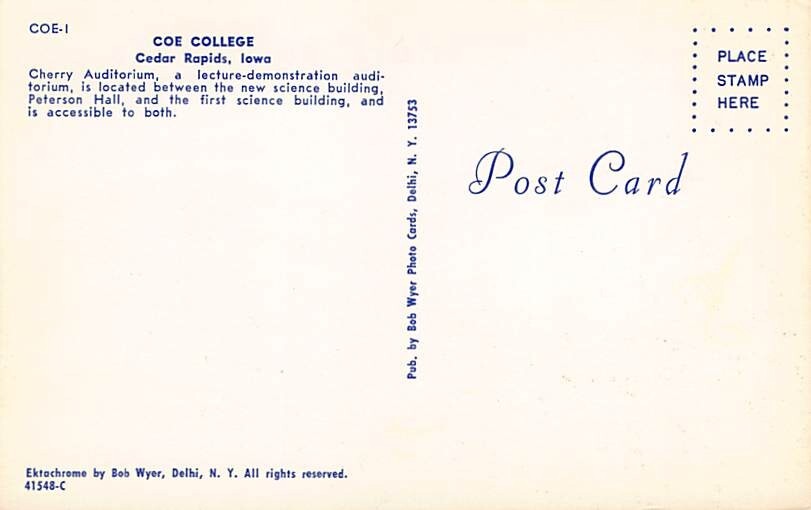 COE-1
COE COLLEGE
Cedar Rapids, Iowa
Cherry Auditorium, a lecture-demonstration audi-
torium, is located between the new science building,
Peterson Hall, and the first science building, and
is accessible to both.
Ektachrome by Bob Wyer, Delhi, N. Y. All rights reserved.
41548-C
Pub. by Bob Wyer Photo Cards, Delhi, N. Y. 13753
PLACE
STAMP
HERE
Post Card